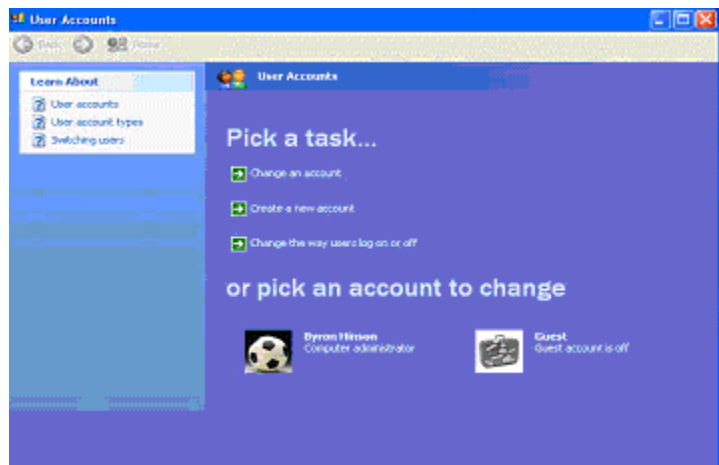 User Accounts
Back Home
Learn About
User accounts
User account types
Switching users
User Accounts
Pick a task...
Change an account
Create a new account
Change the way users log on or off
or pick an account to change
Byron Hinson
Computer administrator
Guest
Guest account is off